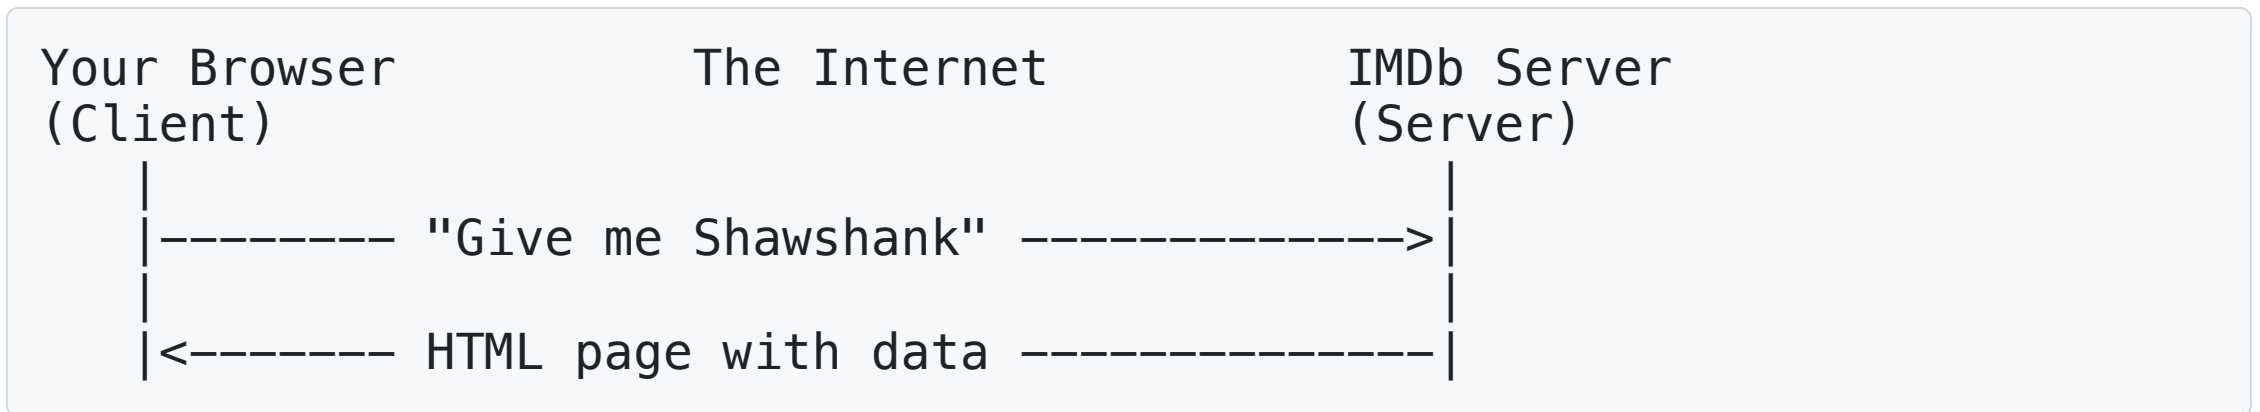 Your Browser          The Internet          IMDb Server
(Client)                                    (Server)
   |                                           |
   |-------- "Give me Shawshank" ------------->|
   |                                           |
   |<------- HTML page with data --------------|